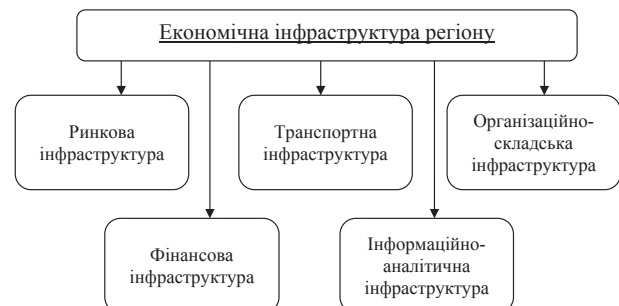 Економічна інфраструктура регіону
Ринкова
інфраструктура
Транспортна
інфраструктура
Організаційно-
складська
інфраструктура
Фінансова
інфраструктура
Інформаційно-
аналітична
інфраструктура